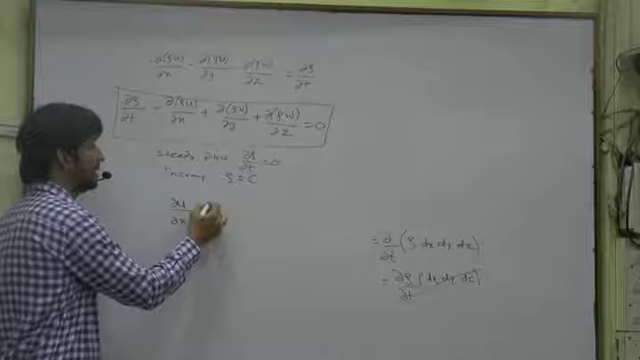 -∂(ρu)/∂x - ∂(ρv)/∂y - ∂(ρw)/∂z = ∂ρ/∂t
∂ρ/∂t + ∂(ρu)/∂x + ∂(ρv)/∂y + ∂(ρw)/∂z = 0
steady flow ∂ρ/∂t = 0
incomp ρ = C
∂u/∂x
= ∂/∂t (ρ dx dy dz)
= ∂ρ/∂t (dx dy dz)